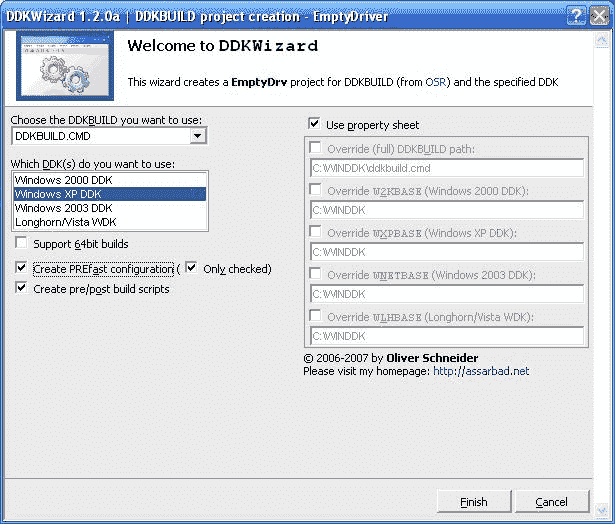 DDKWizard 1.2.0a | DDKBUILD project creation - EmptyDriver
Welcome to DDKWizard
This wizard creates a EmptyDrv project for DDKBUILD (from OSR) and the specified DDK
Choose the DDKBUILD you want to use:
DDKBUILD.CMD
Which DDK(s) do you want to use:
Windows 2000 DDK
Windows XP DDK
Windows 2003 DDK
Longhorn/Vista WDK
Support 64bit builds
Create PREfast configuration ( Only checked)
Create pre/post build scripts
Use property sheet
Override (full) DDKBUILD path:
C:\WINDDK\ddkbuild.cmd
Override W2KBASE (Windows 2000 DDK):
C:\WINDDK
Override WXPBASE (Windows XP DDK):
C:\WINDDK
Override WNETBASE (Windows 2003 DDK):
C:\WINDDK
Override WLHBASE (Longhorn/Vista WDK):
C:\WINDDK
© 2006-2007 by Oliver Schneider
Please visit my homepage: http://assarbad.net
Finish
Cancel